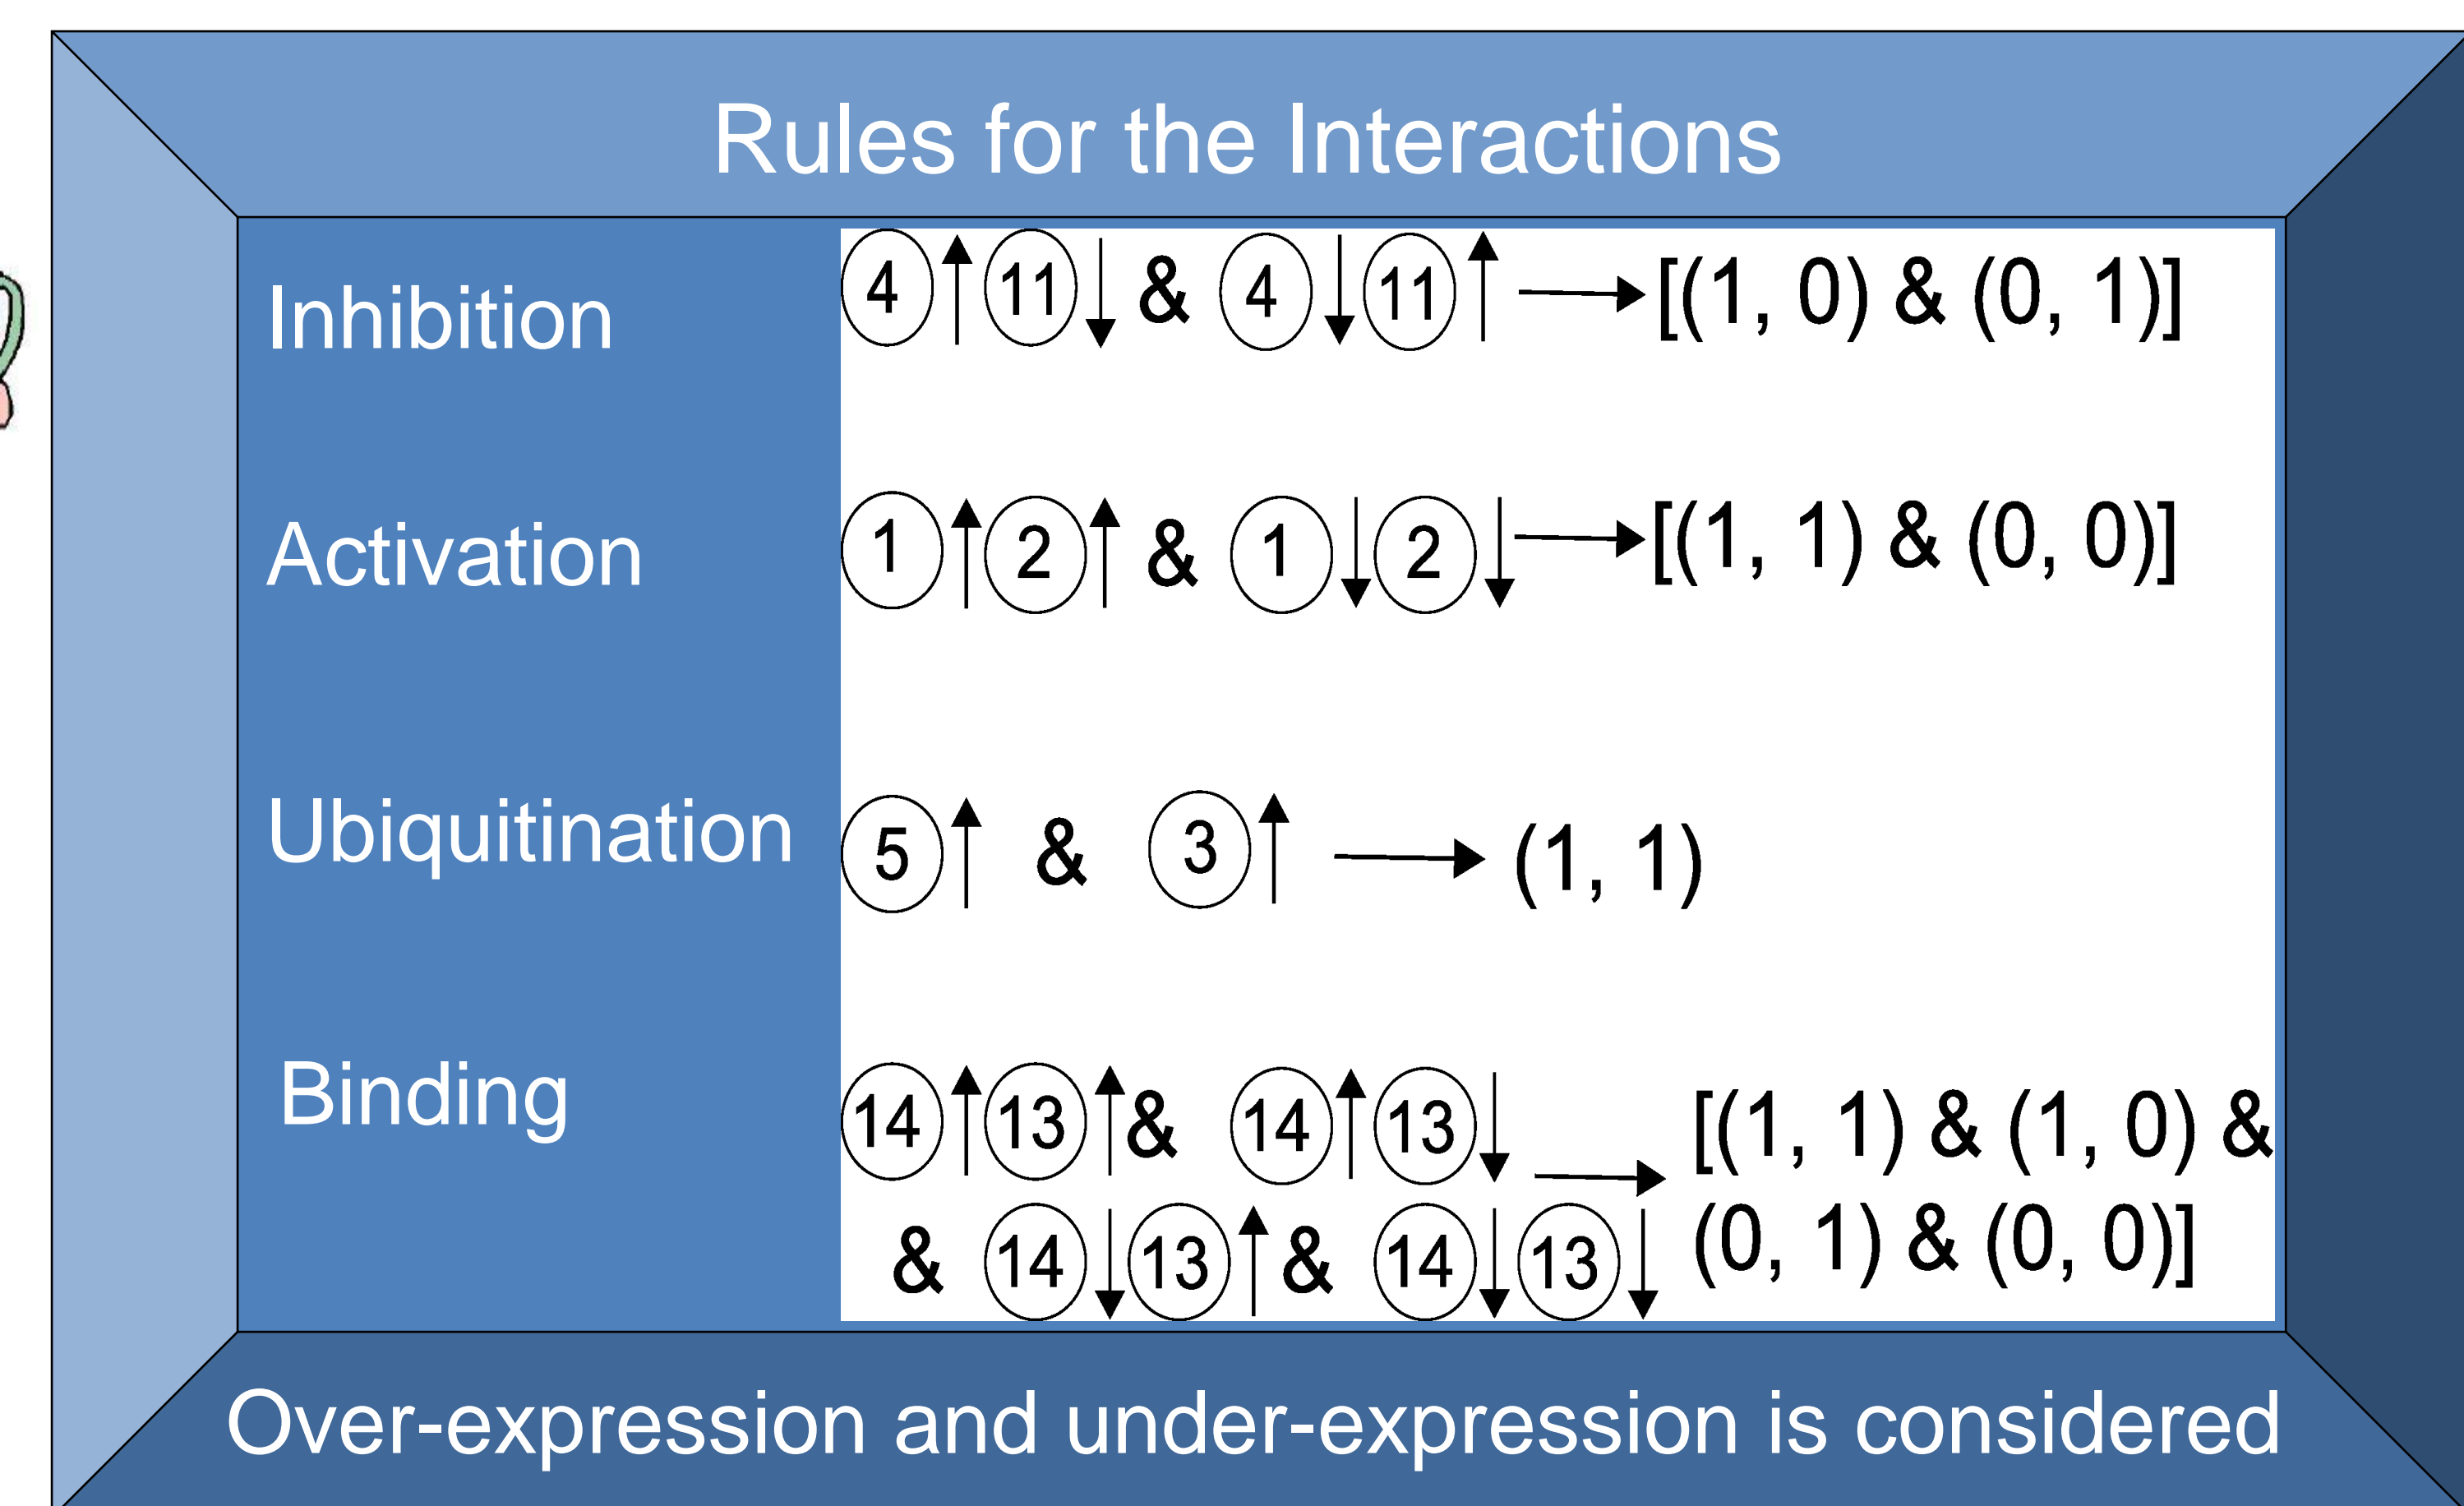 Rules for the Interactions
Inhibition 4 ↑ 11 ↓ & 4 ↓ 11 ↑ → [(1, 0) & (0, 1)]
Activation 1 ↑ 2 ↑ & 1 ↓ 2 ↓ → [(1, 1) & (0, 0)]
Ubiquitination 5 ↑ & 3 ↑ → (1, 1)
Binding 14 ↑ 13 ↑ & 14 ↑ 13 ↓ → [(1, 1) & (1, 0) &
& 14 ↓ 13 ↑ & 14 ↓ 13 ↓ (0, 1) & (0, 0)]
Over-expression and under-expression is considered